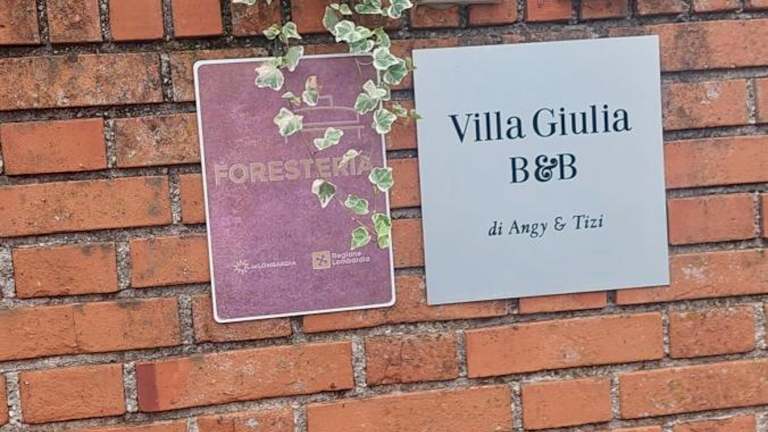 FORESTERIA
inLOMBARDIA
Regione
Lombardia
Villa Giulia
B&B
di Angy & Tizi